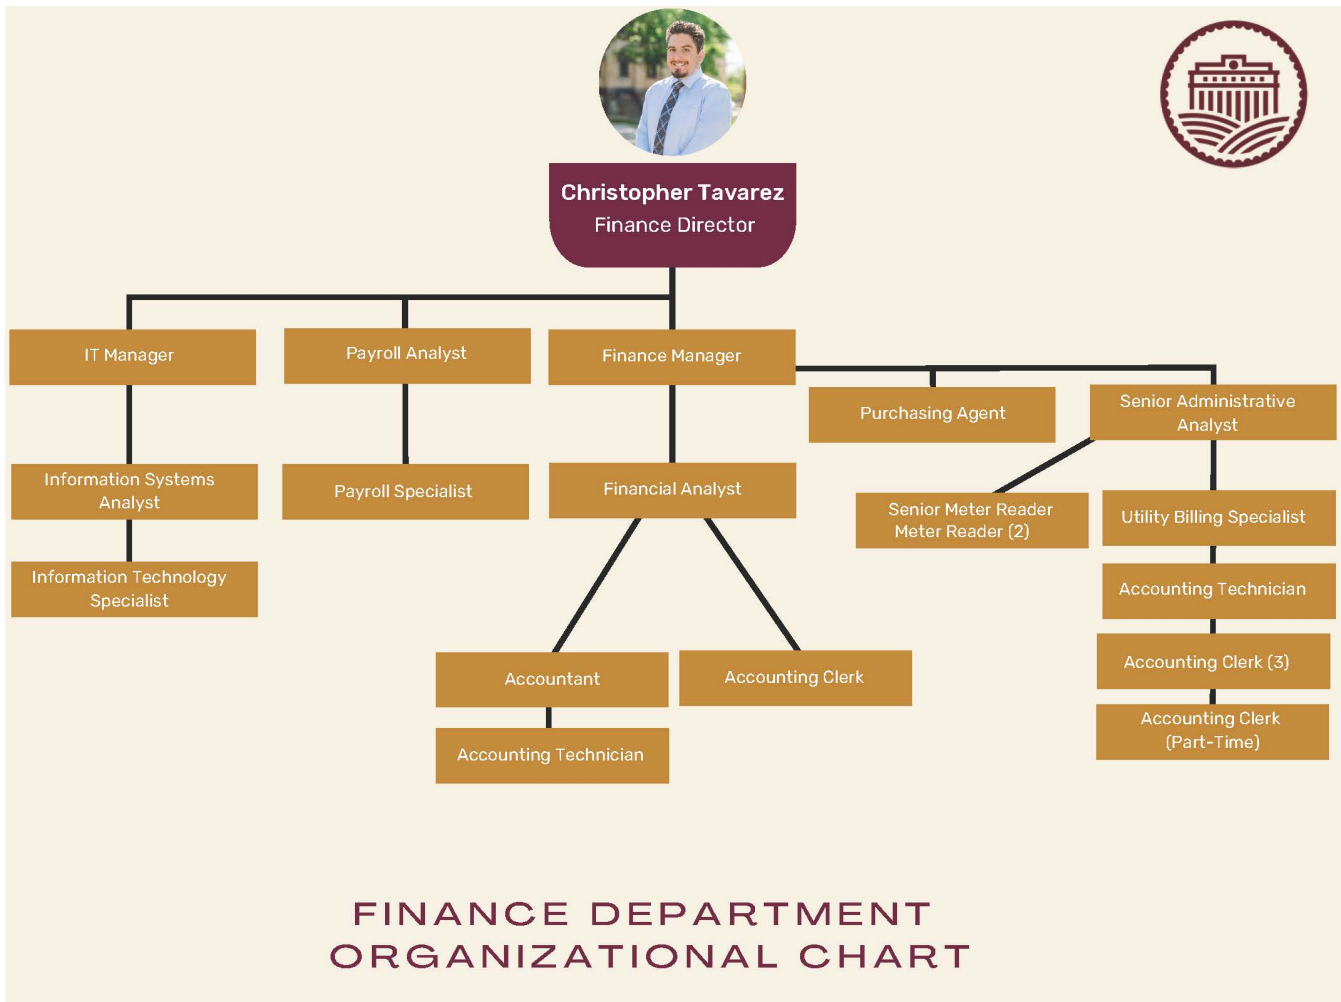 Christopher Tavarez
Finance Director
IT Manager
Payroll Analyst
Finance Manager
Purchasing Agent
Senior Administrative
Analyst
Information Systems
Analyst
Payroll Specialist
Financial Analyst
Senior Meter Reader
Meter Reader (2)
Utility Billing Specialist
Information Technology
Specialist
Accounting Technician
Accountant
Accounting Clerk
Accounting Clerk (3)
Accounting Technician
Accounting Clerk
(Part-Time)
FINANCE DEPARTMENT
ORGANIZATIONAL CHART